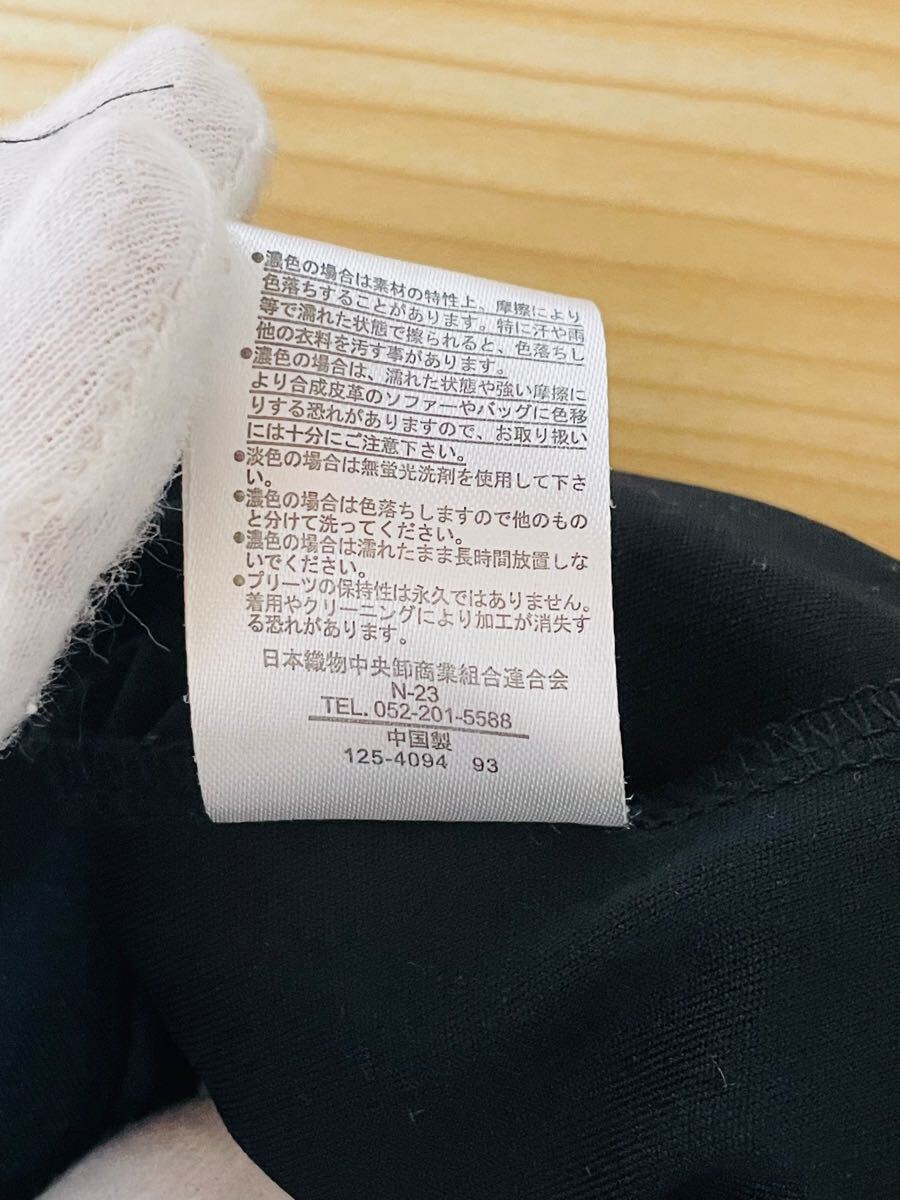 ●濃色の場合は素材の特性上、摩擦により
色落ちすることがあります。特に汗や雨
等で濡れた状態で擦られると、色落ちし
他の衣料を汚す事があります。
●濃色の場合は、濡れた状態や強い摩擦に
より合成皮革のソファーやバッグに色移
りする恐れがありますので、お取り扱い
には十分にご注意下さい。
●淡色の場合は無蛍光洗剤を使用して下さ
い。
●濃色の場合は色落ちしますので他のもの
と分けて洗ってください。
●濃色の場合は濡れたまま長時間放置しな
いでください。
●プリーツの保持性は永久ではありません。
着用やクリーニングにより加工が消失す
る恐れがあります。
日本織物中央卸商業組合連合会
N-23
TEL. 052-201-5588
中国製
125-4094 93